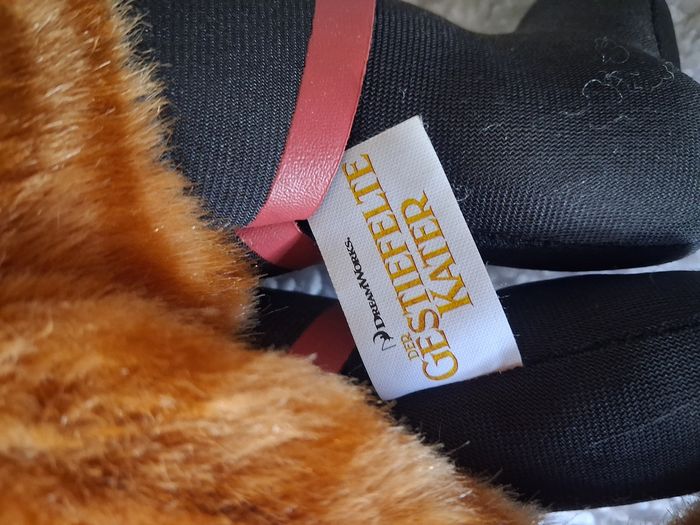 DREAMWORKS.
DER
GESTIEFELTE
KATER